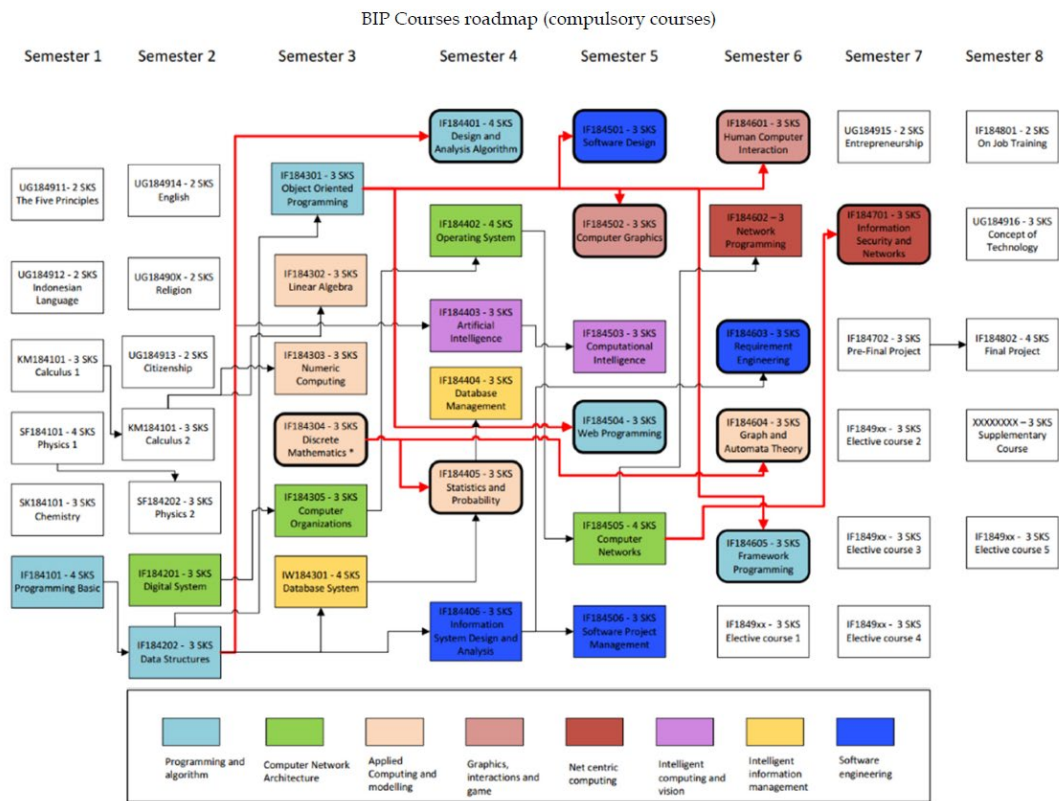 BIP Courses roadmap (compulsory courses)
Semester 1
Semester 2
Semester 3
Semester 4
Semester 5
Semester 6
Semester 7
Semester 8
UG184911- 2 SKS
The Five Principles
UG184912 - 2 SKS
Indonesian
Language
KM184101 - 3 SKS
Calculus 1
SF184101 - 4 SKS
Physics 1
SK184101 - 3 SKS
Chemistry
IF184101 - 4 SKS
Programming Basic
UG184914 - 2 SKS
English
UG18490X - 2 SKS
Religion
UG184913 - 2 SKS
Citizenship
KM184101 - 3 SKS
Calculus 2
SF184202 - 3 SKS
Physics 2
IF184201 - 3 SKS
Digital System
IF184202 - 3 SKS
Data Structures
IF184301 - 3 SKS
Object Oriented
Programming
IF184302 - 3 SKS
Linear Algebra
IF184303 - 3 SKS
Numeric
Computing
IF184304 - 3 SKS
Discrete
Mathematics *
IF184305 - 3 SKS
Computer
Organizations
IW184301 - 4 SKS
Database System
IF184401 - 4 SKS
Design and
Analysis Algorithm
IF184402 - 4 SKS
Operating System
IF184403 - 3 SKS
Artificial
Intelligence
IF184404 - 3 SKS
Database
Management
IF184405 - 3 SKS
Statistics and
Probability
IF184406 - 3 SKS
Information
System Design and
Analysis
IF184501 - 3 SKS
Software Design
IF184502 - 3 SKS
Computer Graphics
IF184503 - 3 SKS
Computational
Intelligence
IF184504 - 3 SKS
Web Programming
IF184505 - 4 SKS
Computer
Networks
IF184506 - 3 SKS
Software Project
Management
IF184601 - 3 SKS
Human Computer
Interaction
IF184602 – 3
Network
Programming
IF184603 - 3 SKS
Requirement
Engineering
IF184604 - 3 SKS
Graph and
Automata Theory
IF184605 - 3 SKS
Framework
Programming
IF1849xx - 3 SKS
Elective course 1
UG184915 - 2 SKS
Entrepreneurship
IF184701 - 3 SKS
Information
Security and
Networks
IF184702 - 3 SKS
Pre-Final Project
IF1849xx - 3 SKS
Elective course 2
IF1849xx - 3 SKS
Elective course 3
IF1849xx - 3 SKS
Elective course 4
IF184801 - 2 SKS
On Job Training
UG184916 - 3 SKS
Concept of
Technology
IF184802 - 4 SKS
Final Project
XXXXXXXX – 3 SKS
Supplementary
Course
IF1849xx - 3 SKS
Elective course 5
Programming and
algorithm
Computer Network
Architecture
Applied
Computing and
modelling
Graphics,
interactions and
game
Net centric
computing
Intelligent
computing and
vision
Intelligent
information
management
Software
engineering